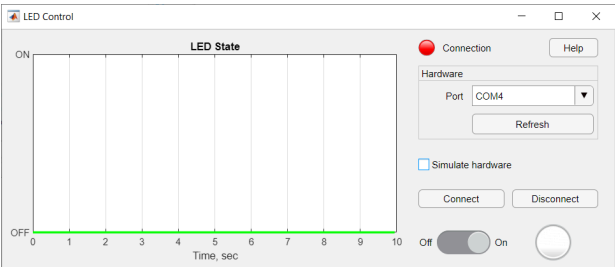 LED Control
LED State
ON
OFF
0 1 2 3 4 5 6 7 8 9 10
Time, sec
Connection
Help
Hardware
Port COM4
Refresh
Simulate hardware
Connect Disconnect
Off On